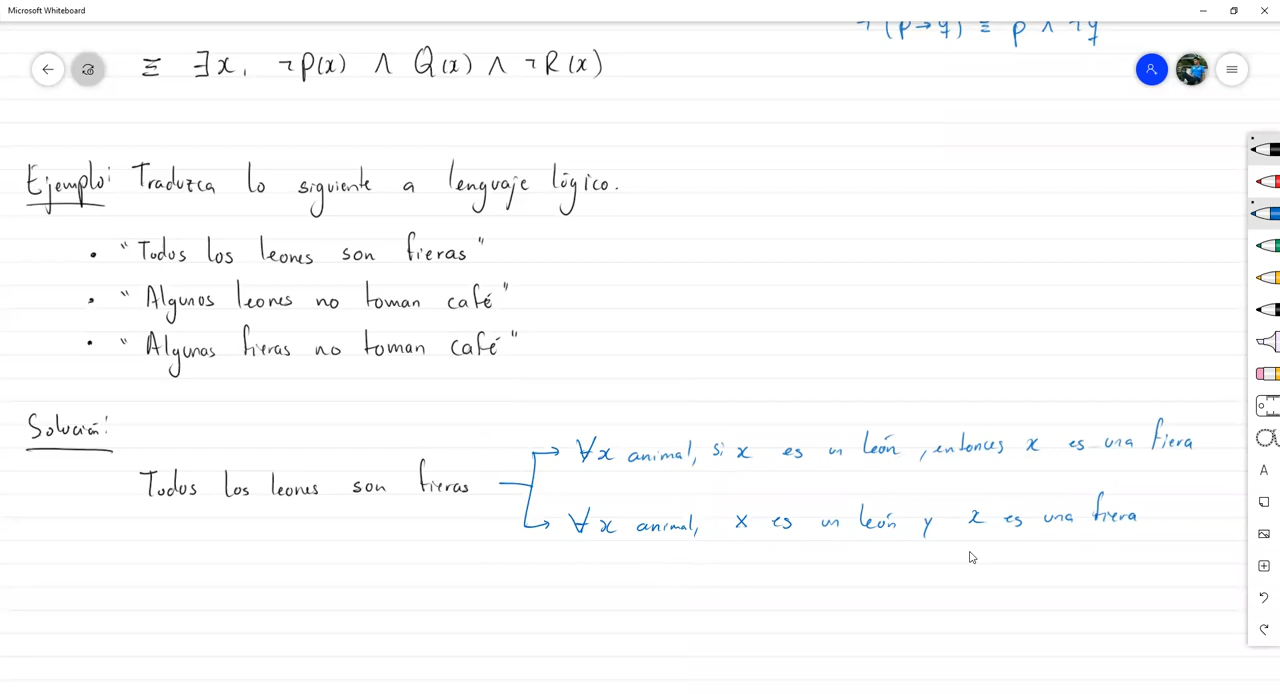 Microsoft Whiteboard
¬(p→q) ≡ p ∧ ¬q
≡ ∃x, ¬P(x) ∧ Q(x) ∧ ¬R(x)
Ejemplo: Traduzca lo siguiente a lenguaje lógico.
• "Todos los leones son fieras"
• "Algunos leones no toman café"
• "Algunas fieras no toman café"
Solución:
∀x animal, si x es un león, entonces x es una fiera
Todos los leones son fieras
∀x animal, x es un león y x es una fiera
A